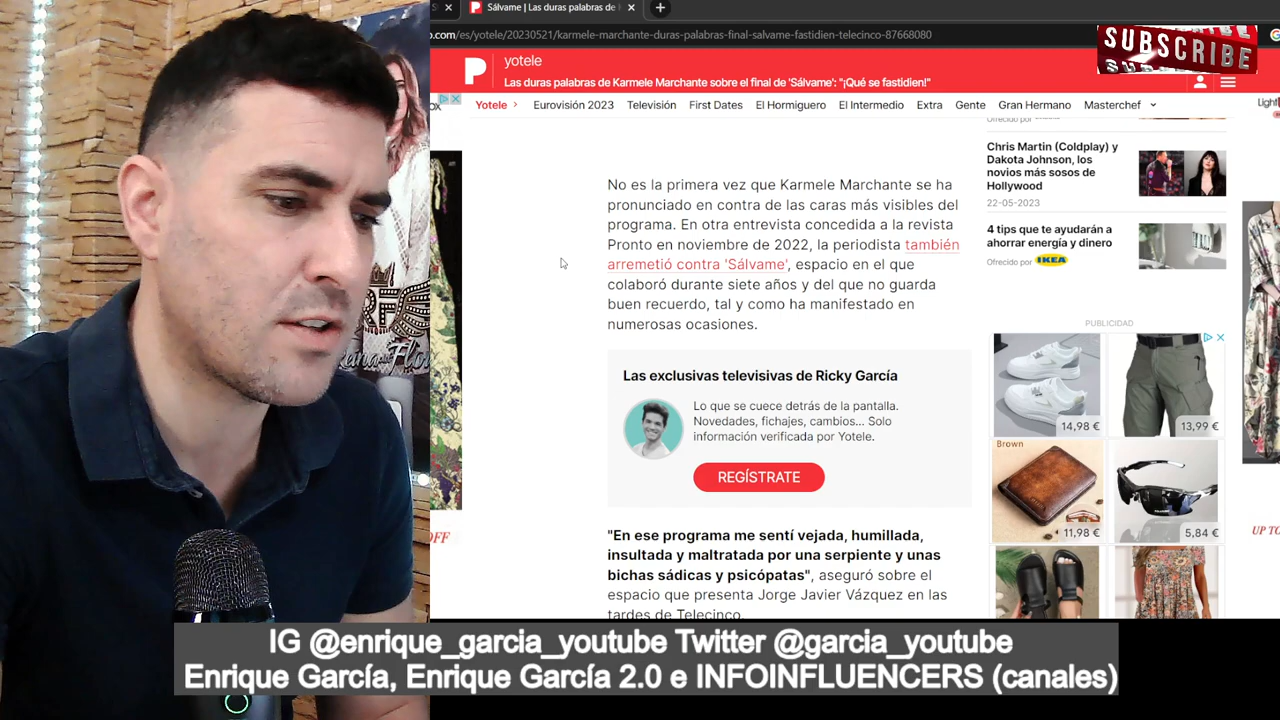 Sálvame | Las duras palabras de
.com/es/yotele/20230521/karmele-marchante-duras-palabras-final-salvame-fastidien-telecinco-87668080
SUBSCRIBE
yotele
Las duras palabras de Karmele Marchante sobre el final de 'Sálvame': "¡Qué se fastidien!"
Yotele
Eurovisión 2023
Televisión
First Dates
El Hormiguero
El Intermedio
Extra
Gente
Gran Hermano
Masterchef
Ofrecido por
Chris Martin (Coldplay) y
Dakota Johnson, los
novios más sosos de
Hollywood
22-05-2023
4 tips que te ayudarán a
ahorrar energía y dinero
Ofrecido por IKEA
No es la primera vez que Karmele Marchante se ha
pronunciado en contra de las caras más visibles del
programa. En otra entrevista concedida a la revista
Pronto en noviembre de 2022, la periodista también
arremetió contra 'Sálvame', espacio en el que
colaboró durante siete años y del que no guarda
buen recuerdo, tal y como ha manifestado en
numerosas ocasiones.
PUBLICIDAD
14,98 €
13,99 €
Brown
11,98 €
5,84 €
Las exclusivas televisivas de Ricky García
Lo que se cuece detrás de la pantalla.
Novedades, fichajes, cambios... Solo
información verificada por Yotele.
REGÍSTRATE
"En ese programa me sentí vejada, humillada,
insultada y maltratada por una serpiente y unas
bichas sádicas y psicópatas", aseguró sobre el
espacio que presenta Jorge Javier Vázquez en las
tardes de Telecinco.
OFF
UP TO
IG @enrique_garcia_youtube Twitter @garcia_youtube
Enrique García, Enrique García 2.0 e INFOINFLUENCERS (canales)